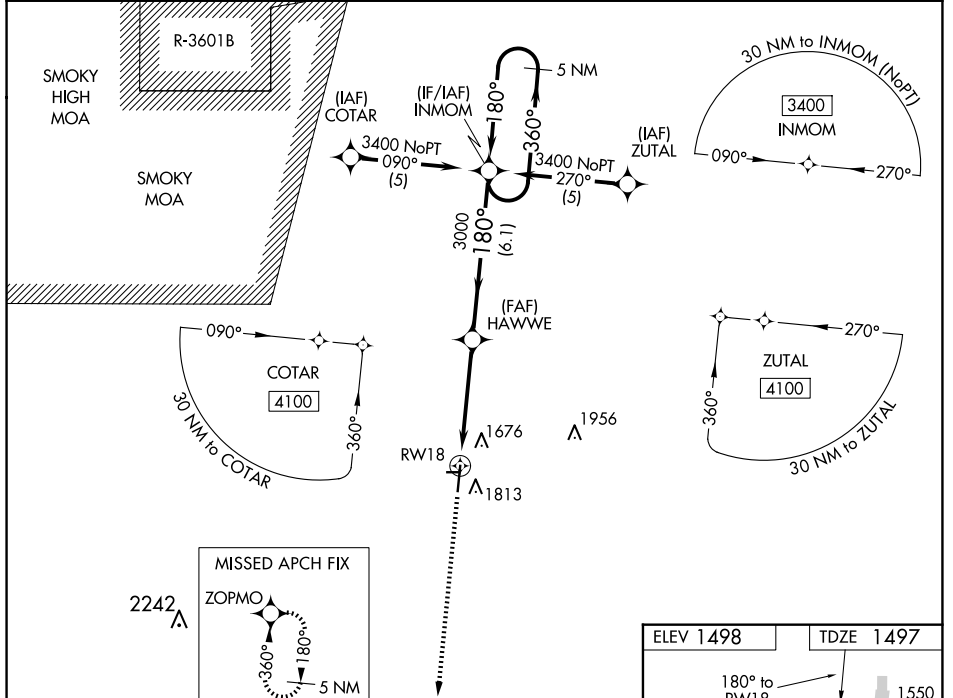 R-3601B
SMOKY
HIGH
MOA
SMOKY
MOA
(IAF)
COTAR
3400 NoPT
090°
(5)
(IF/IAF)
INMOM
180°
360°
5 NM
(IAF)
ZUTAL
3400 NoPT
270°
(5)
30 NM to INMOM (NoPT)
3400
INMOM
090°
270°
3000
180°
(6.1)
(FAF)
HAWWE
090°
COTAR
4100
360°
30 NM to COTAR
270°
ZUTAL
4100
360°
30 NM to ZUTAL
1676
1956
RW18
1813
MISSED APCH FIX
ZOPMO
360°
180°
5 NM
2242
ELEV 1498
TDZE 1497
180° to
RW18
1550